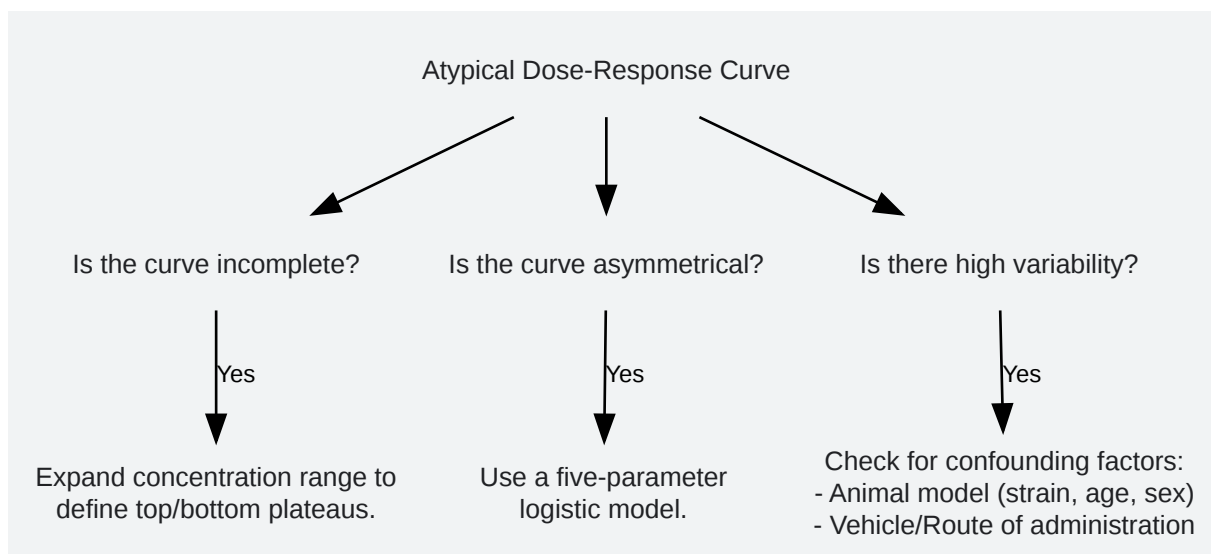 Atypical Dose-Response Curve
Is the curve incomplete?
Is the curve asymmetrical?
Is there high variability?
Yes
Yes
Yes
Expand concentration range to
define top/bottom plateaus.
Use a five-parameter
logistic model.
Check for confounding factors:
- Animal model (strain, age, sex)
- Vehicle/Route of administration